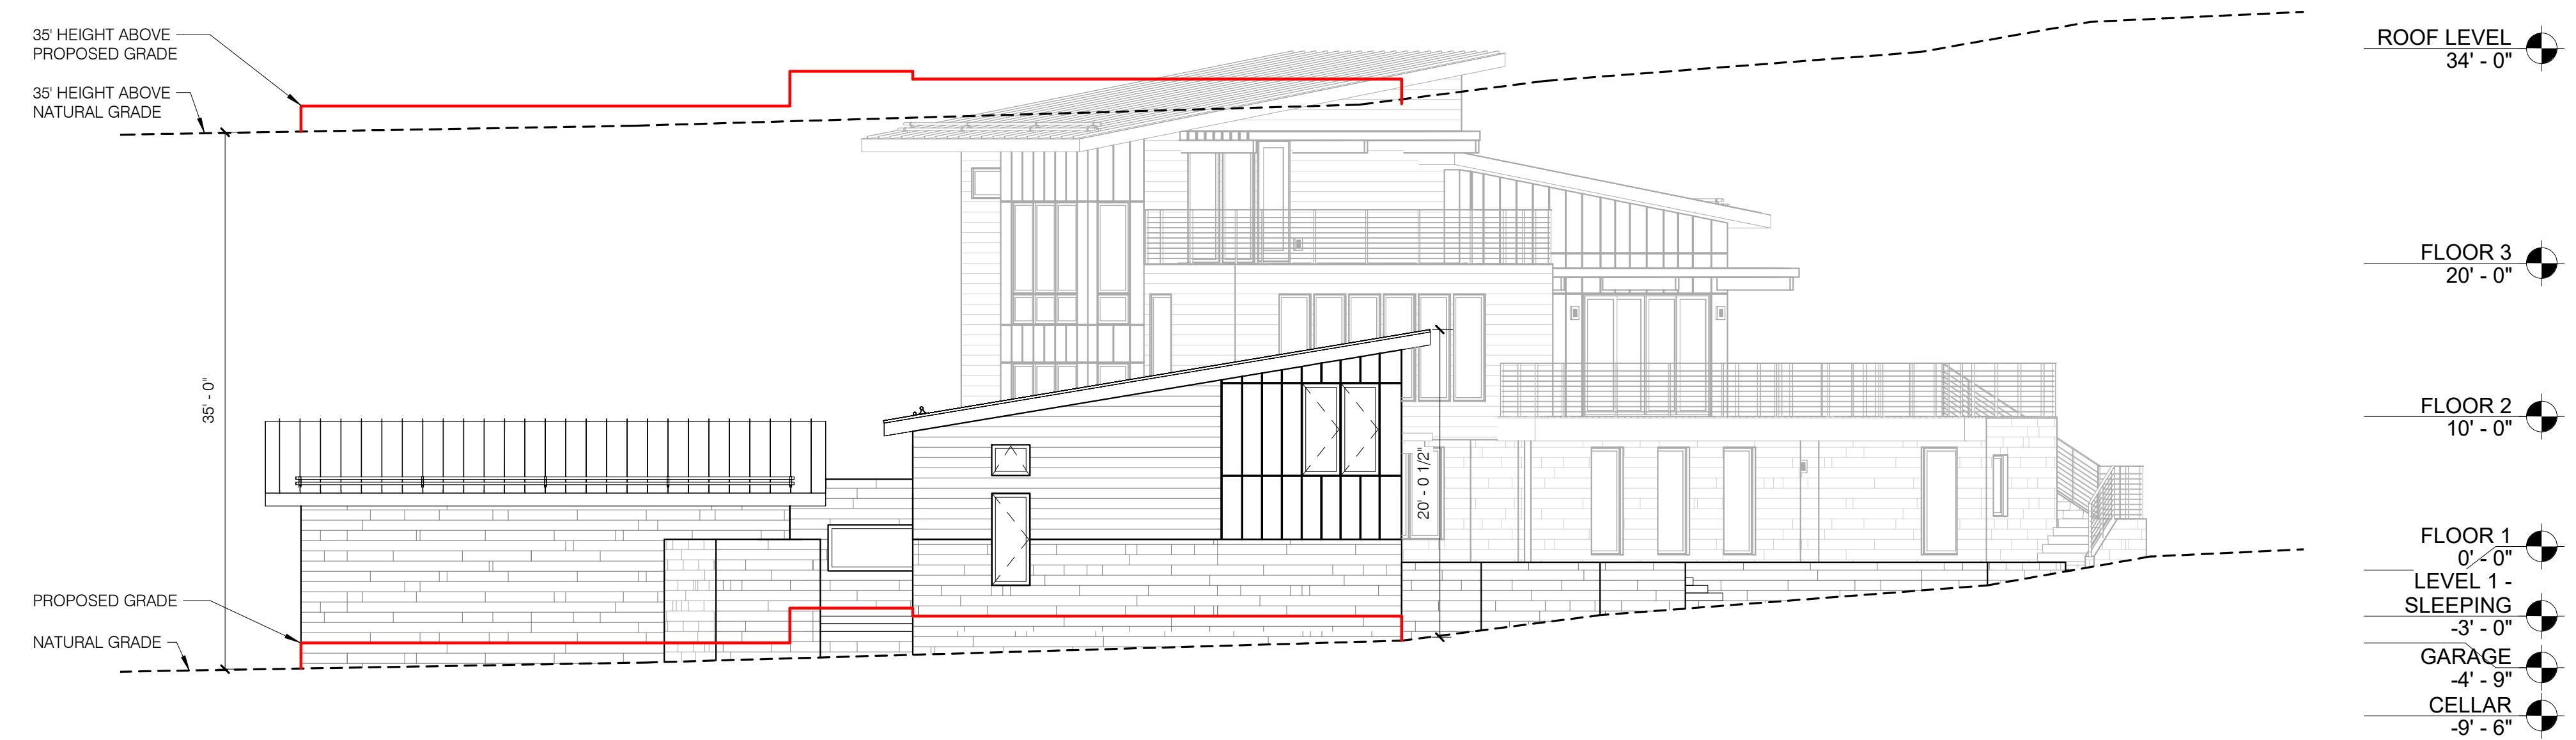 35' HEIGHT ABOVE
PROPOSED GRADE
35' HEIGHT ABOVE
NATURAL GRADE
35' - 0"
PROPOSED GRADE
NATURAL GRADE
20' - 0 1/2"
ROOF LEVEL
34' - 0"
FLOOR 3
20' - 0"
FLOOR 2
10' - 0"
FLOOR 1
0' - 0"
LEVEL 1 -
SLEEPING
-3' - 0"
GARAGE
-4' - 9"
CELLAR
-9' - 6"